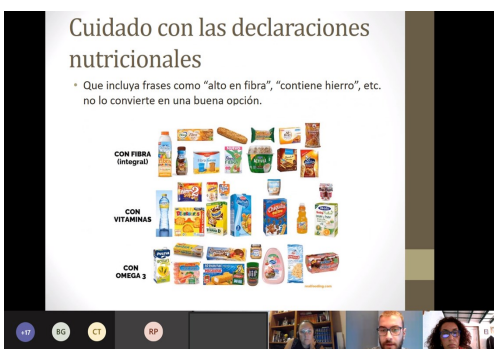 Cuidado con las declaraciones
nutricionales
• Que incluya frases como “alto en fibra”, “contiene hierro”, etc.
no lo convierte en una buena opción.
CON FIBRA
(integral)
CON
VITAMINAS
CON
OMEGA 3
+17
BG
CT
RP